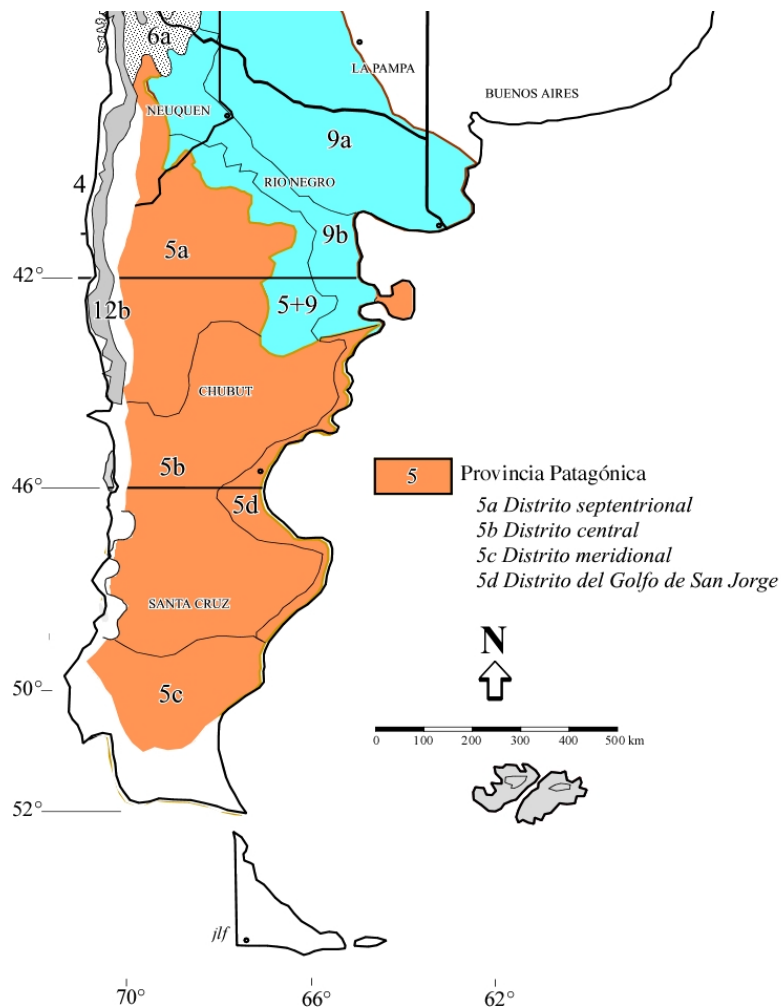 6a
LA PAMPA
BUENOS AIRES
NEUQUEN
9a
4
RIO NEGRO
9b
5a
42°
12b
5+9
CHUBUT
5b
46°
5d
5
Provincia Patagónica
5a Distrito septentrional
5b Distrito central
5c Distrito meridional
5d Distrito del Golfo de San Jorge
SANTA CRUZ
N
50°
5c
0 100 200 300 400 500 km
52°
jlf
70° 66° 62°